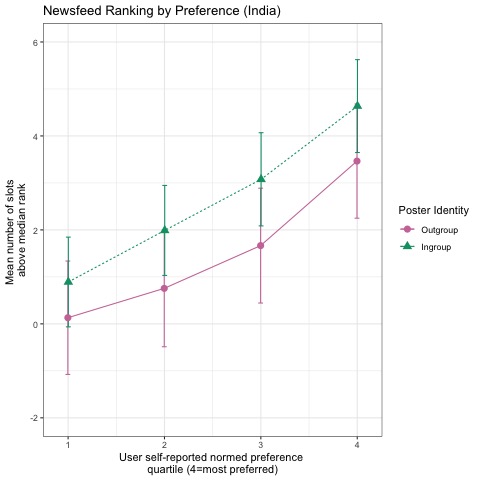 Newsfeed Ranking by Preference (India)
Mean number of slots
above median rank
6
4
2
0
-2
1
2
3
4
User self-reported normed preference
quartile (4=most preferred)
Poster Identity
Outgroup
Ingroup